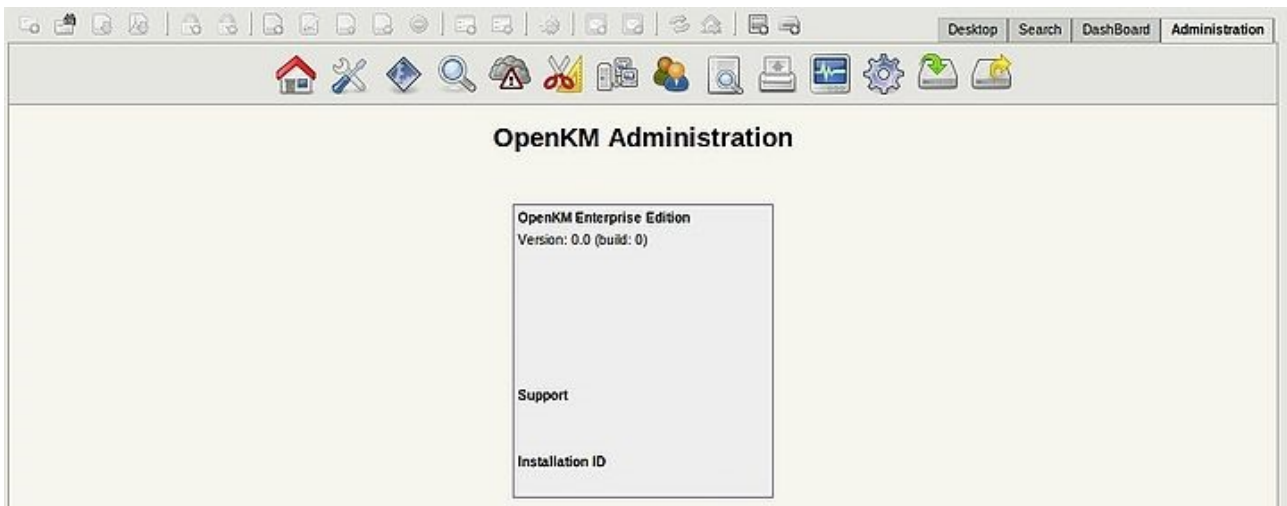 Desktop Search DashBoard Administration
OpenKM Administration
OpenKM Enterprise Edition
Version: 0.0 (build: 0)
Support
Installation ID